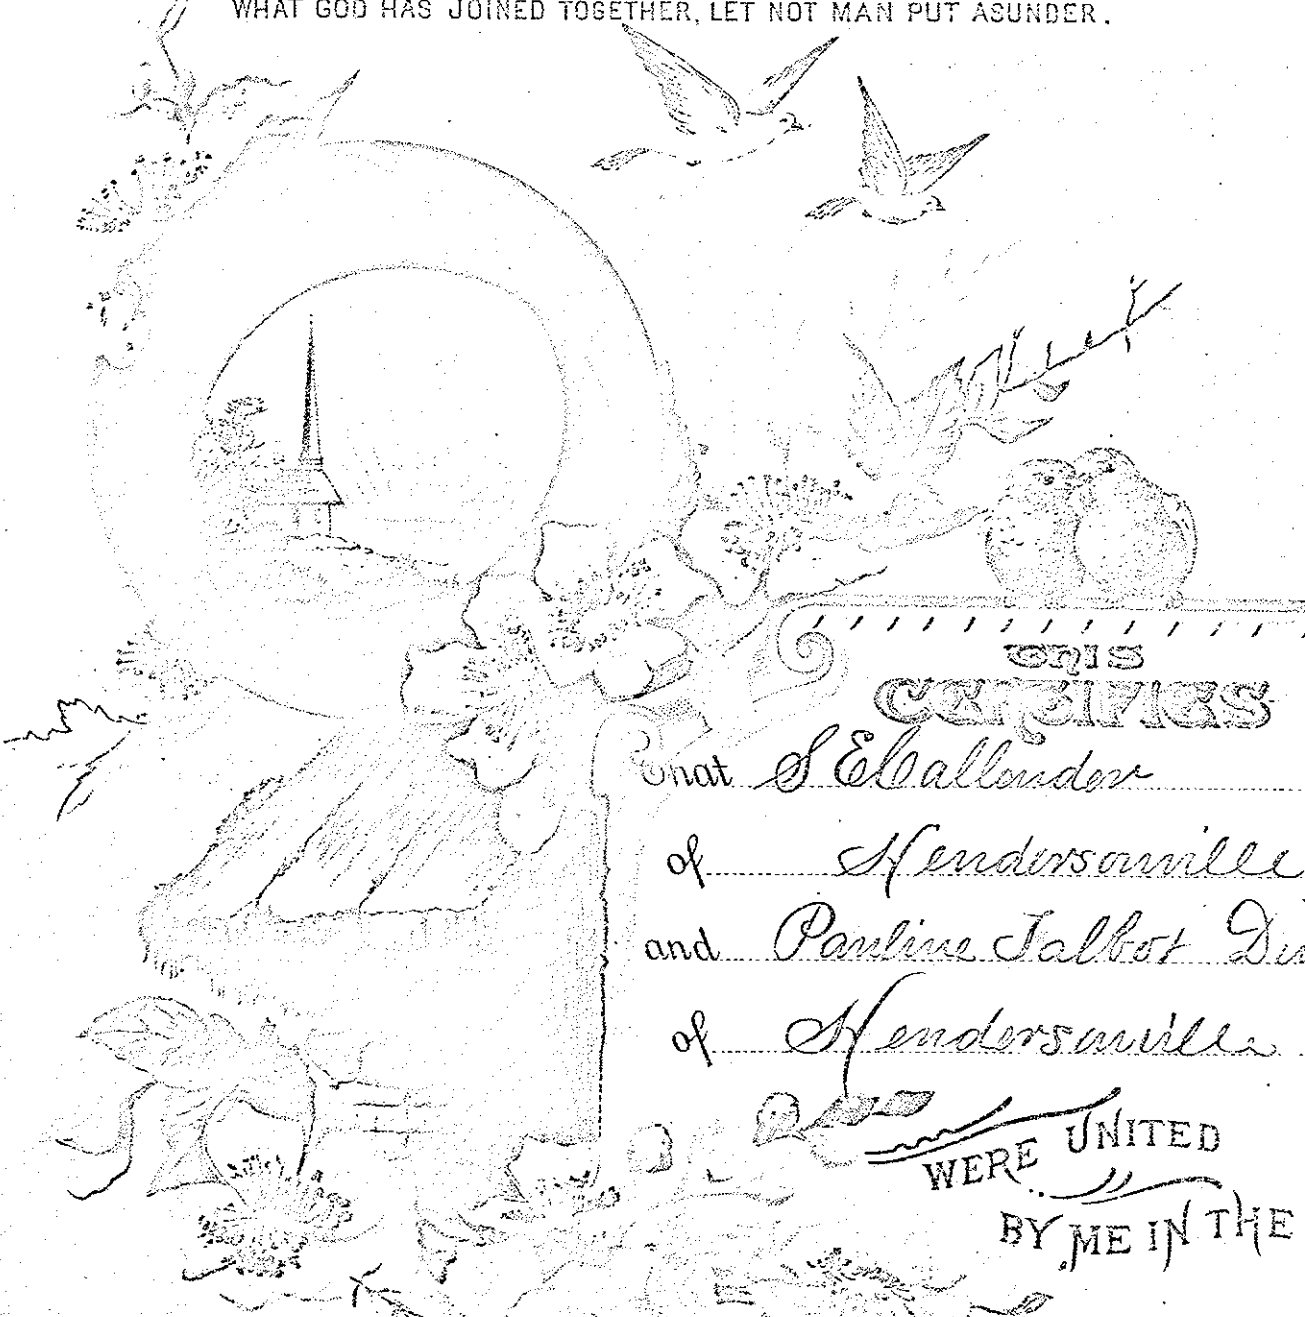 WHAT GOD HAS JOINED TOGETHER, LET NOT MAN PUT ASUNDER.
THIS
CERTIFIES
That S E Callender
of Hendersonville
and Pauline Talbot
of Hendersonville
WERE UNITED
BY ME IN THE